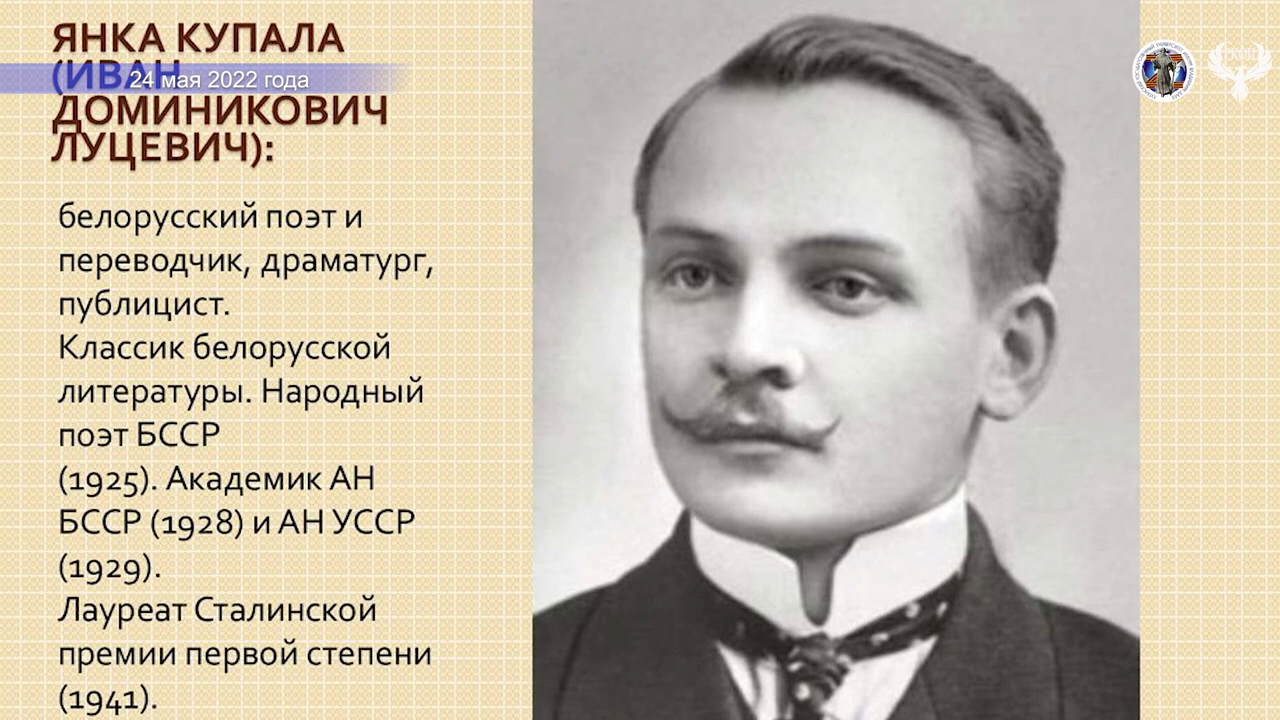 ЯНКА КУПАЛА
(ИВАН
24 мая 2022 года
ДОМИНИКОВИЧ
ЛУЦЕВИЧ):
белорусский поэт и
переводчик, драматург,
публицист.
Классик белорусской
литературы. Народный
поэт БССР
(1925). Академик АН
БССР (1928) и АН УССР
(1929).
Лауреат Сталинской
премии первой степени
(1941).